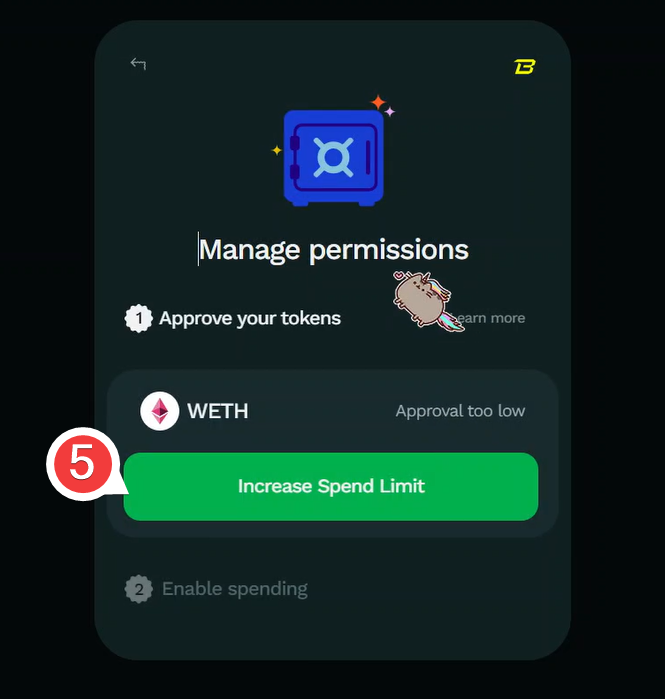 Manage permissions
1 Approve your tokens
earn more
WETH
Approval too low
5
Increase Spend Limit
2 Enable spending